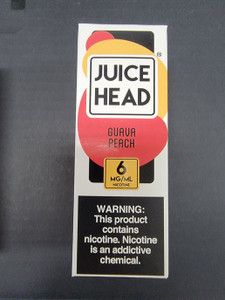 JUICE
HEAD
®
GUAVA
PEACH
6
MG/ML
NICOTINE
WARNING:
This product
contains
nicotine. Nicotine
is an addictive
chemical.